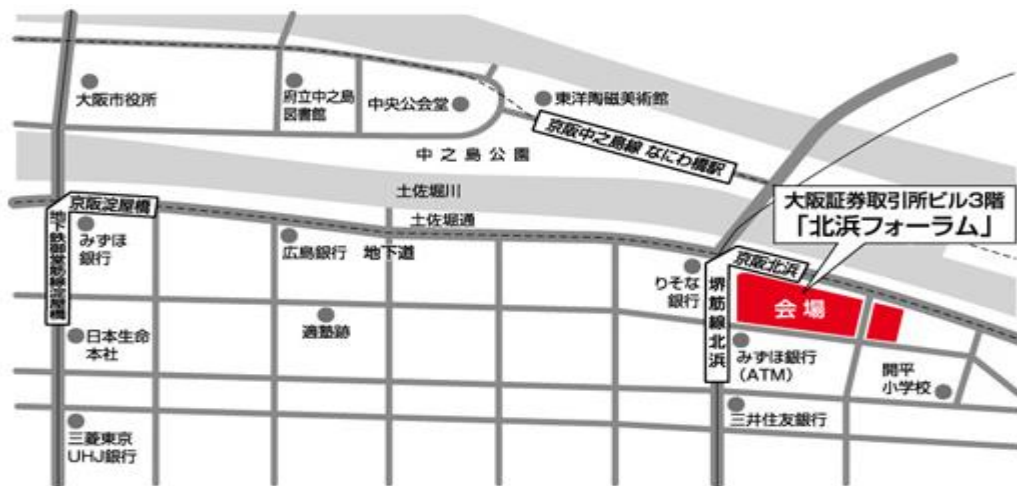 大阪市役所
府立中之島
図書館
中央公会堂
東洋陶磁美術館
京阪中之島線 なにわ橋駅
中之島公園
土佐堀川
土佐堀通
大阪証券取引所ビル3階
「北浜フォーラム」
京阪淀屋橋
地下鉄御堂筋線淀屋橋
みずほ
銀行
広島銀行
地下道
りそな
銀行
京阪北浜
堺筋線北浜
会場
日本生命
本社
適塾跡
みずほ銀行
（ATM）
開平
小学校
三井住友銀行
三菱東京
UHJ銀行